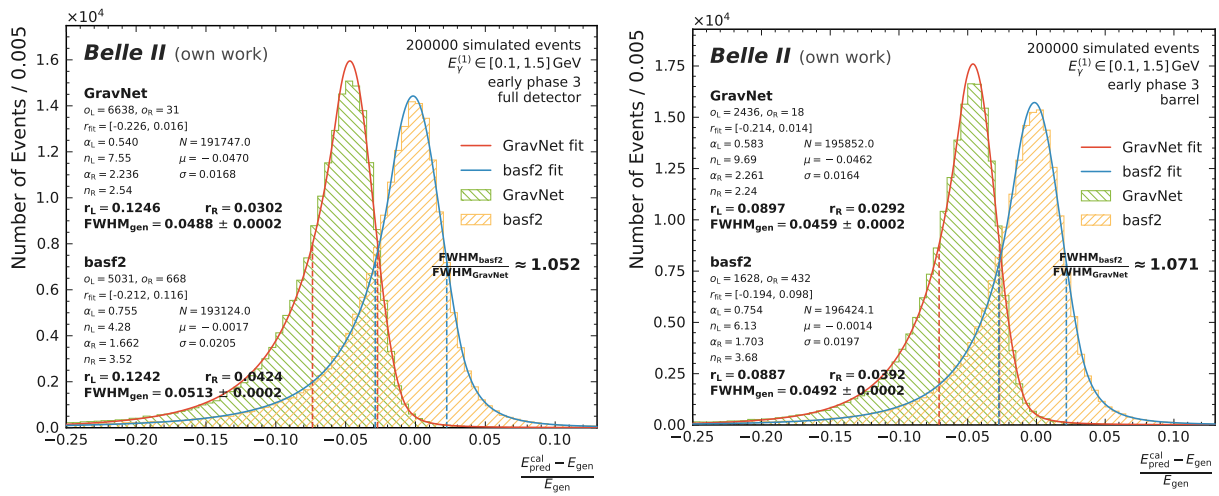 ×10⁴
Number of Events / 0.005
1.6
1.4
1.2
1.0
0.8
0.6
0.4
0.2
0.0
Belle II (own work)
200000 simulated events
E_γ^(1) ∈ [0.1, 1.5] GeV
early phase 3
full detector
GravNet
o_L = 6638, o_R = 31
r_fit = [-0.226, 0.016]
α_L = 0.540 N = 191747.0
n_L = 7.55 μ = −0.0470
α_R = 2.236 σ = 0.0168
n_R = 2.54
r_L = 0.1246 r_R = 0.0302
FWHM_gen = 0.0488 ± 0.0002
GravNet fit
basf2 fit
GravNet
basf2
FWHM_basf2 / FWHM_GravNet ≈ 1.052
basf2
o_L = 5031, o_R = 668
r_fit = [-0.212, 0.116]
α_L = 0.755 N = 193124.0
n_L = 4.28 μ = −0.0017
α_R = 1.662 σ = 0.0205
n_R = 3.52
r_L = 0.1242 r_R = 0.0424
FWHM_gen = 0.0513 ± 0.0002
−0.25 −0.20 −0.15 −0.10 −0.05 0.00 0.05 0.10
E_pred^cal − E_gen
E_gen
×10⁴
Number of Events / 0.005
1.75
1.50
1.25
1.00
0.75
0.50
0.25
0.00
Belle II (own work)
200000 simulated events
E_γ^(1) ∈ [0.1, 1.5] GeV
early phase 3
barrel
GravNet
o_L = 2436, o_R = 18
r_fit = [-0.214, 0.014]
α_L = 0.583 N = 195852.0
n_L = 9.69 μ = −0.0462
α_R = 2.261 σ = 0.0164
n_R = 2.24
r_L = 0.0897 r_R = 0.0292
FWHM_gen = 0.0459 ± 0.0002
GravNet fit
basf2 fit
GravNet
basf2
FWHM_basf2 / FWHM_GravNet ≈ 1.071
basf2
o_L = 1628, o_R = 432
r_fit = [-0.194, 0.098]
α_L = 0.754 N = 196424.1
n_L = 6.13 μ = −0.0014
α_R = 1.703 σ = 0.0197
n_R = 3.68
r_L = 0.0887 r_R = 0.0392
FWHM_gen = 0.0492 ± 0.0002
−0.25 −0.20 −0.15 −0.10 −0.05 0.00 0.05 0.10
E_pred^cal − E_gen
E_gen